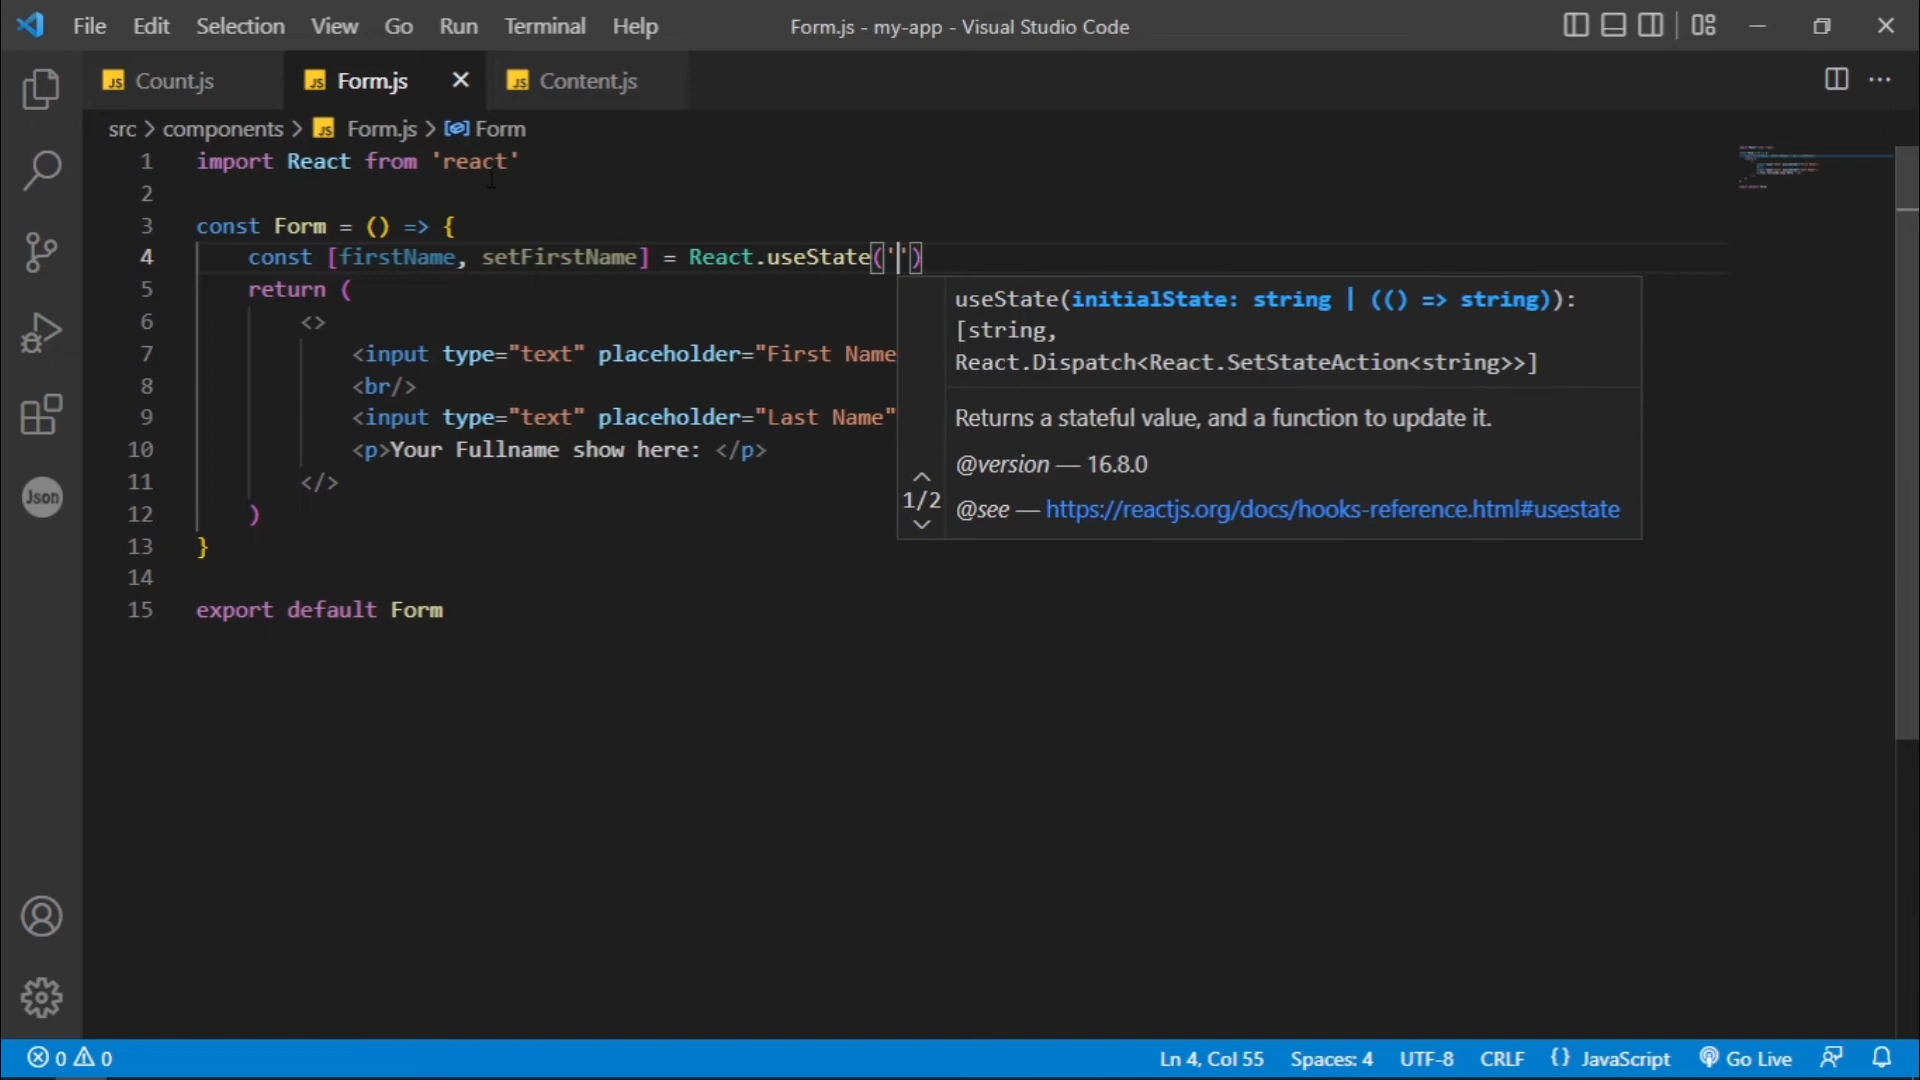 File Edit Selection View Go Run Terminal Help Form.js - my-app - Visual Studio Code
JS Count.js JS Form.js JS Content.js
src > components > JS Form.js > Form
1 import React from 'react'
2
3 const Form = () => {
4 const [firstName, setFirstName] = React.useState('')
5 return (
6 <>
7 <input type="text" placeholder="First Name
8 <br/>
9 <input type="text" placeholder="Last Name"
10 <p>Your Fullname show here: </p>
11 </>
12 )
13 }
14
15 export default Form
useState(initialState: string | (() => string)):
[string,
React.Dispatch<React.SetStateAction<string>>]
Returns a stateful value, and a function to update it.
@version — 16.8.0
1/2
@see — https://reactjs.org/docs/hooks-reference.html#usestate
Json
0 0 Ln 4, Col 55 Spaces: 4 UTF-8 CRLF {} JavaScript Go Live